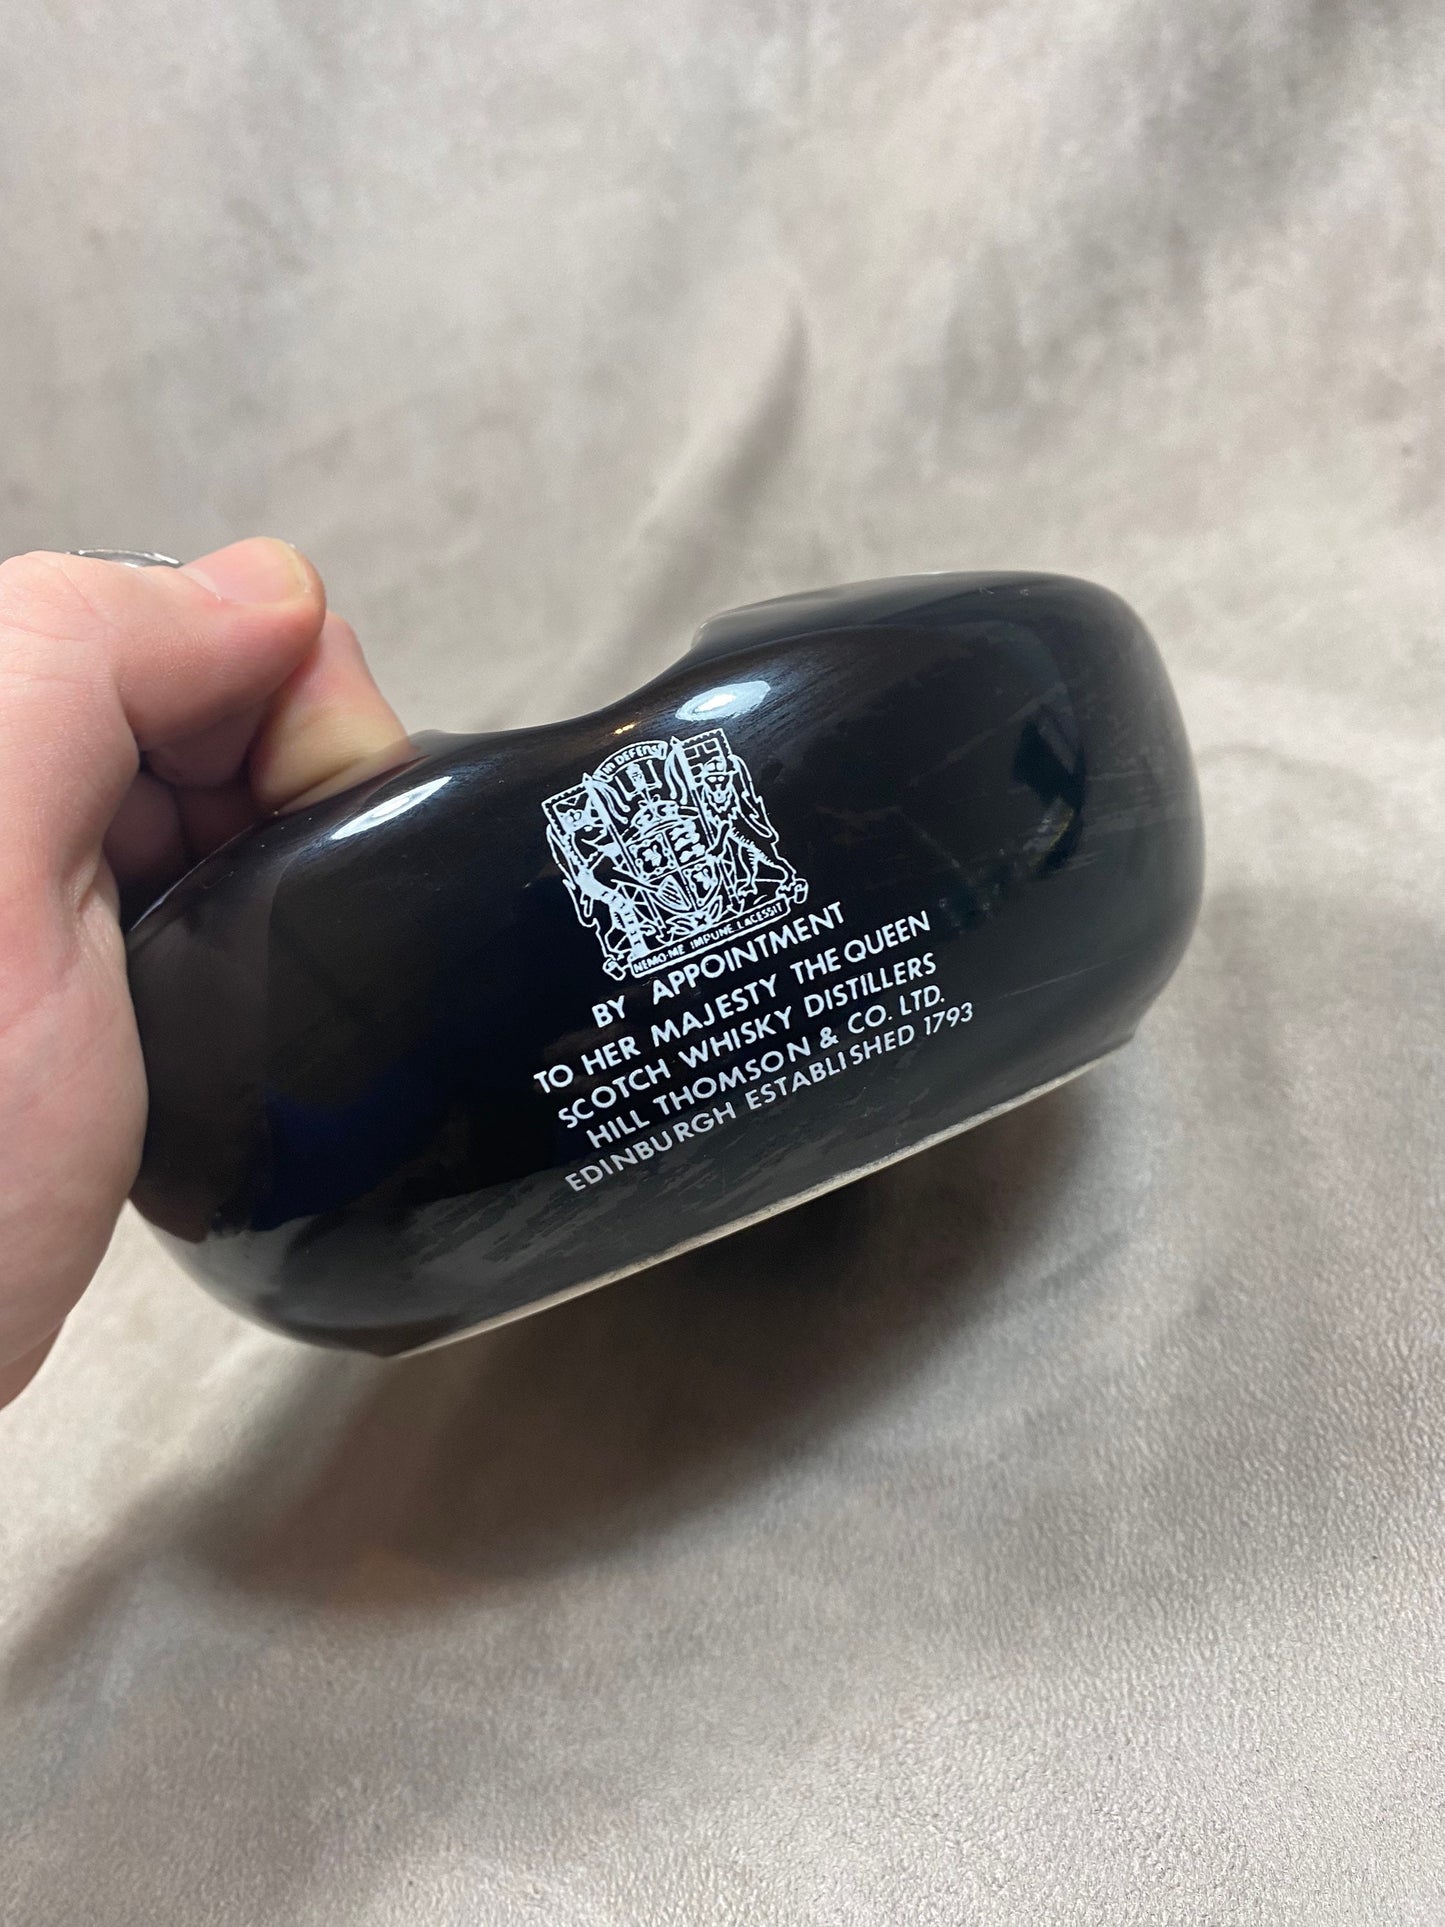 IN DEFENS
NEMO·ME IMPUNE LACESSIT
BY APPOINTMENT
TO HER MAJESTY THE QUEEN
SCOTCH WHISKY DISTILLERS
HILL THOMSON & CO. LTD.
EDINBURGH ESTABLISHED 1793